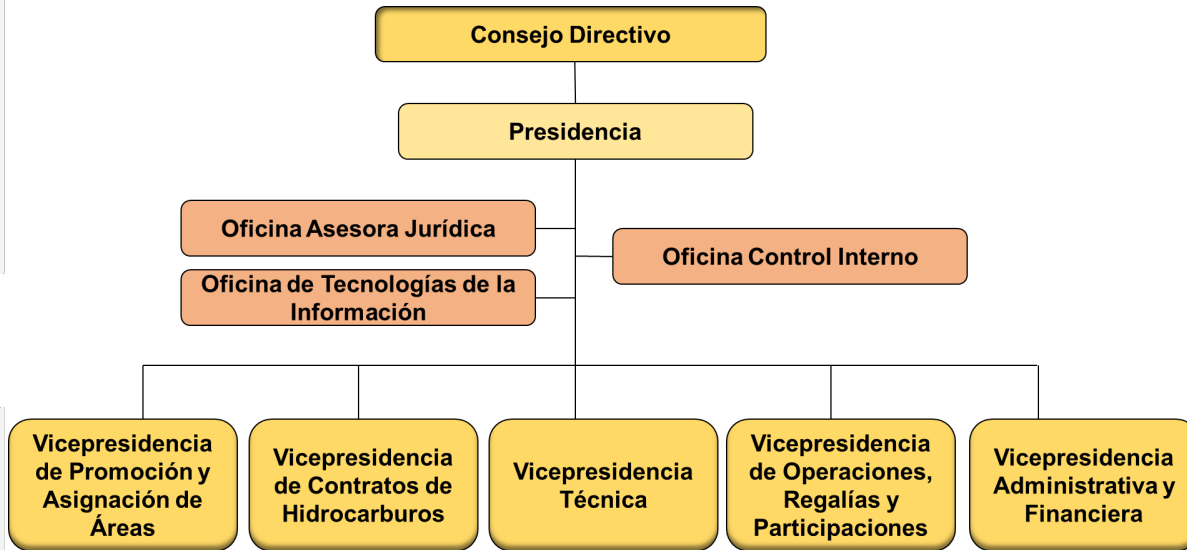 Consejo Directivo
Presidencia
Oficina Asesora Jurídica
Oficina Control Interno
Oficina de Tecnologías de la
Información
Vicepresidencia
de Promoción y
Asignación de
Áreas
Vicepresidencia
de Contratos de
Hidrocarburos
Vicepresidencia
Técnica
Vicepresidencia
de Operaciones,
Regalías y
Participaciones
Vicepresidencia
Administrativa y
Financiera